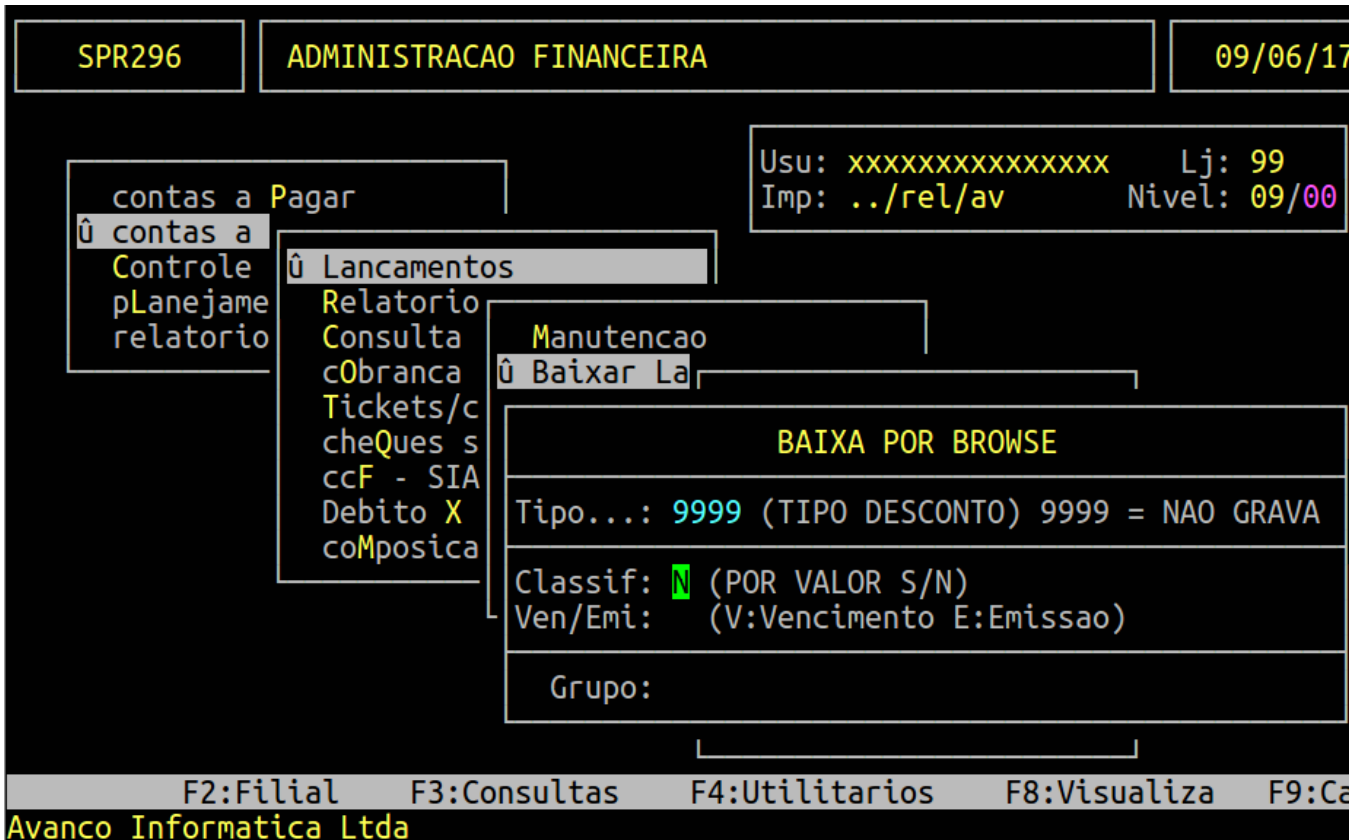 SPR296 ADMINISTRACAO FINANCEIRA 09/06/17
Usu: xxxxxxxxxxxxxxx Lj: 99
contas a Pagar Imp: ../rel/av Nivel: 09/00
û contas a
Controle û Lancamentos
pLanejame Relatorio
relatorio Consulta Manutencao
cObranca û Baixar La
Tickets/c
cheQues s BAIXA POR BROWSE
ccF - SIA
Debito X Tipo...: 9999 (TIPO DESCONTO) 9999 = NAO GRAVA
coMposica
Classif: N (POR VALOR S/N)
Ven/Emi: (V:Vencimento E:Emissao)
Grupo:
F2:Filial F3:Consultas F4:Utilitarios F8:Visualiza F9:Ca
Avanco Informatica Ltda